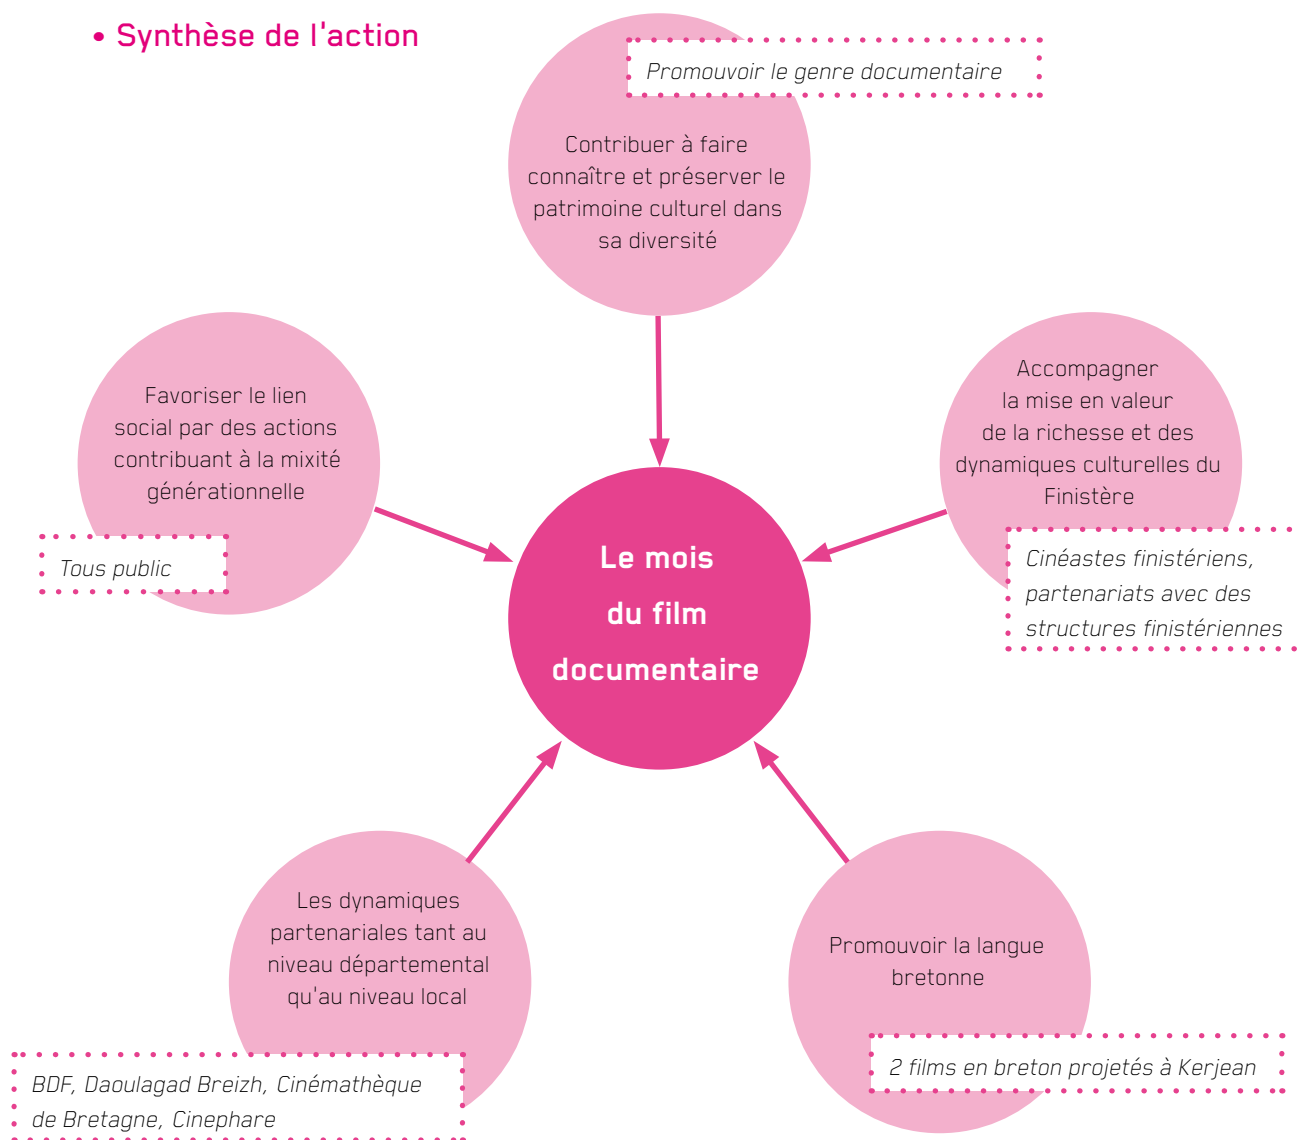 • Synthèse de l'action
Promouvoir le genre documentaire
Contribuer à faire
connaître et préserver le
patrimoine culturel dans
sa diversité
Favoriser le lien
social par des actions
contribuant à la mixité
générationnelle
Tous public
Accompagner
la mise en valeur
de la richesse et des
dynamiques culturelles du
Finistère
Cinéastes finistériens,
partenariats avec des
structures finistériennes
Le mois
du film
documentaire
Les dynamiques
partenariales tant au
niveau départemental
qu'au niveau local
BDF, Daoulagad Breizh, Cinémathèque
de Bretagne, Cinephare
Promouvoir la langue
bretonne
2 films en breton projetés à Kerjean